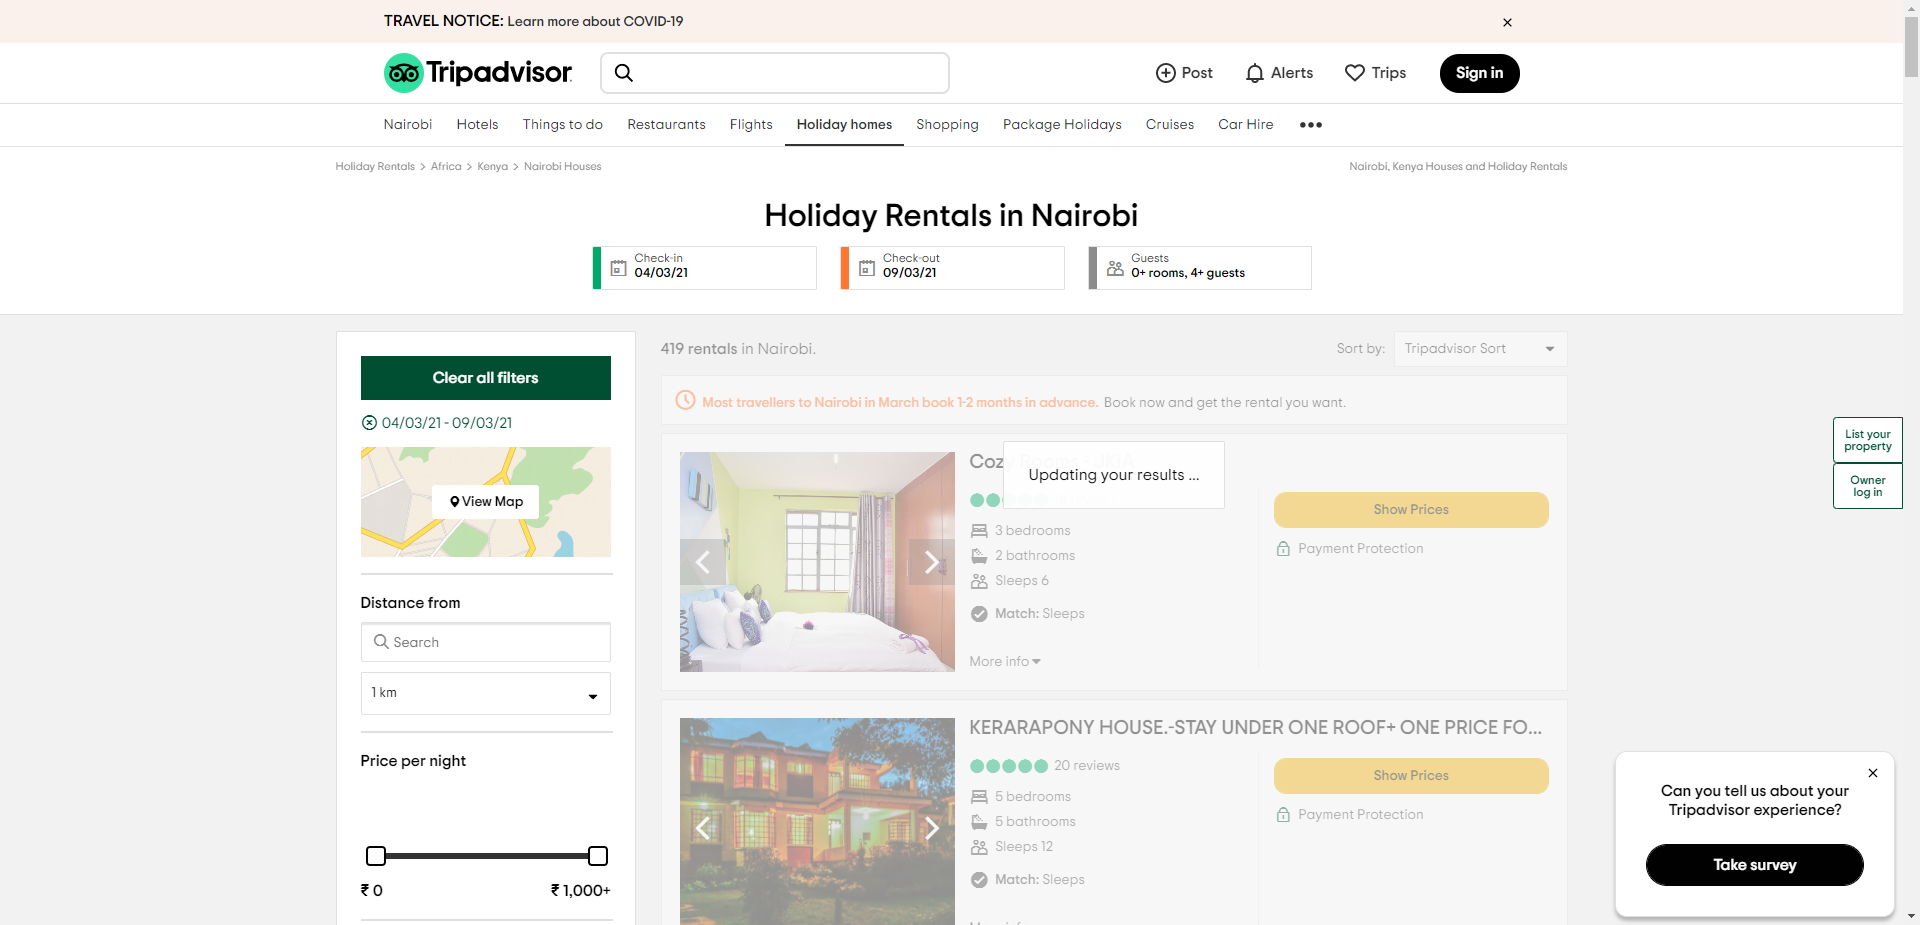 TRAVEL NOTICE: Learn more about COVID-19
Tripadvisor
Post
Alerts
Trips
Sign in
Nairobi
Hotels
Things to do
Restaurants
Flights
Holiday homes
Shopping
Package Holidays
Cruises
Car Hire
Holiday Rentals > Africa > Kenya > Nairobi Houses
Nairobi, Kenya Houses and Holiday Rentals
Holiday Rentals in Nairobi
Check-in
04/03/21
Check-out
09/03/21
Guests
0+ rooms, 4+ guests
Clear all filters
04/03/21 - 09/03/21
View Map
Distance from
Search
1 km
Price per night
₹ 0
₹ 1,000+
419 rentals in Nairobi.
Sort by:
Tripadvisor Sort
Most travellers to Nairobi in March book 1-2 months in advance. Book now and get the rental you want.
Updating your results ...
3 bedrooms
2 bathrooms
Sleeps 6
Match: Sleeps
More info
Show Prices
Payment Protection
KERARAPONY HOUSE.-STAY UNDER ONE ROOF+ ONE PRICE FO...
20 reviews
5 bedrooms
5 bathrooms
Sleeps 12
Match: Sleeps
Show Prices
Payment Protection
List your
property
Owner
log in
Can you tell us about your
Tripadvisor experience?
Take survey